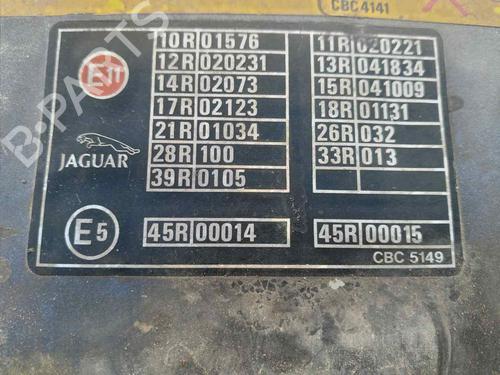 CBC 4141
E11
10R 01576 11R 020221
12R 020231 13R 041834
14R 02073 15R 041009
17R 02123 18R 01131
21R 01034 26R 032
28R 100 33R 013
39R 0105
JAGUAR
E5 45R 00014 45R 00015
CBC 5149
B-PARTS